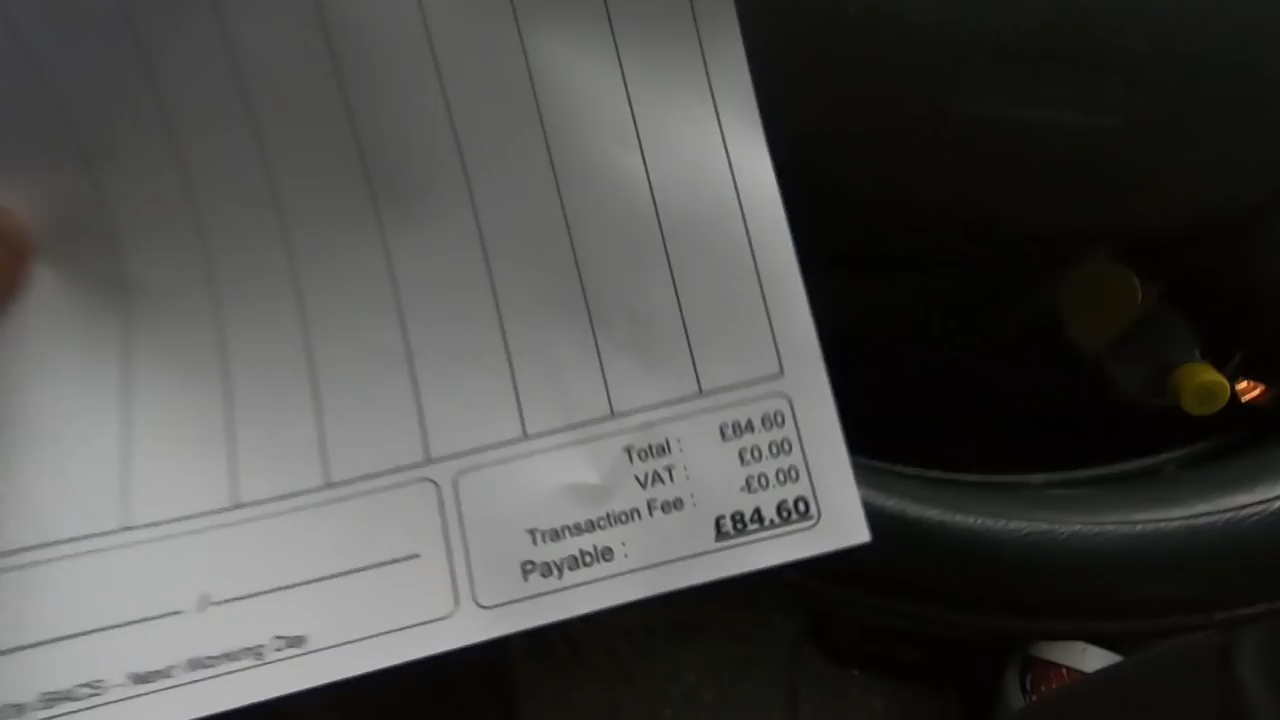 Total : £84.60
VAT : £0.00
Transaction Fee : -£0.00
Payable : £84.60